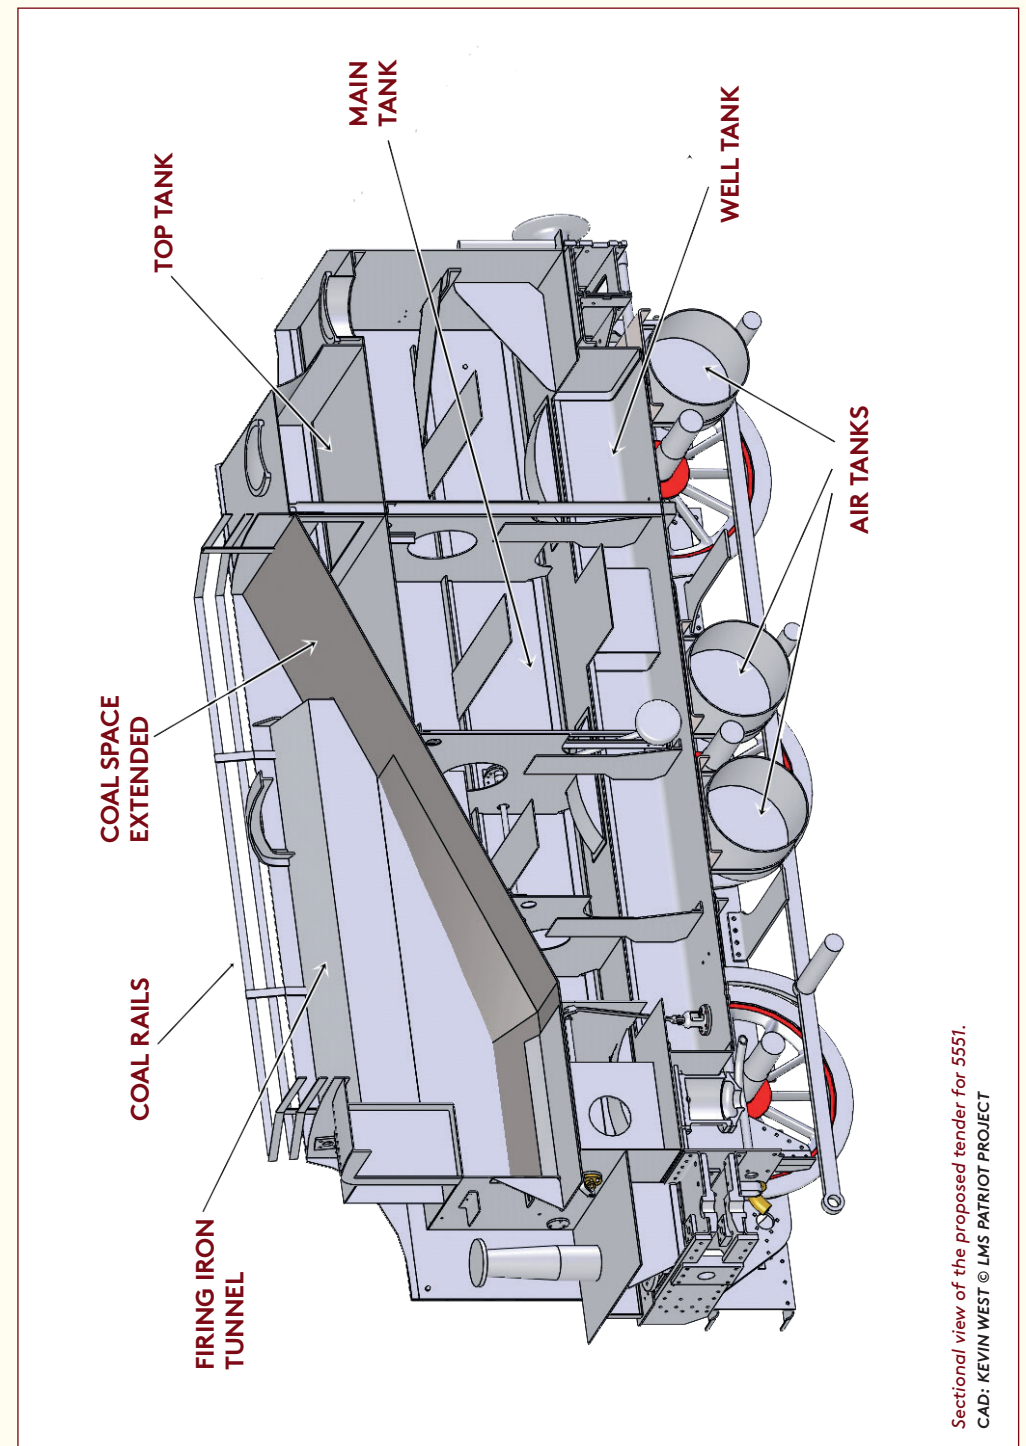 FIRING IRON
TUNNEL
COAL RAILS
COAL SPACE
EXTENDED
TOP TANK
MAIN
TANK
WELL TANK
AIR TANKS
Sectional view of the proposed tender for 5551.
CAD: KEVIN WEST © LMS PATRIOT PROJECT